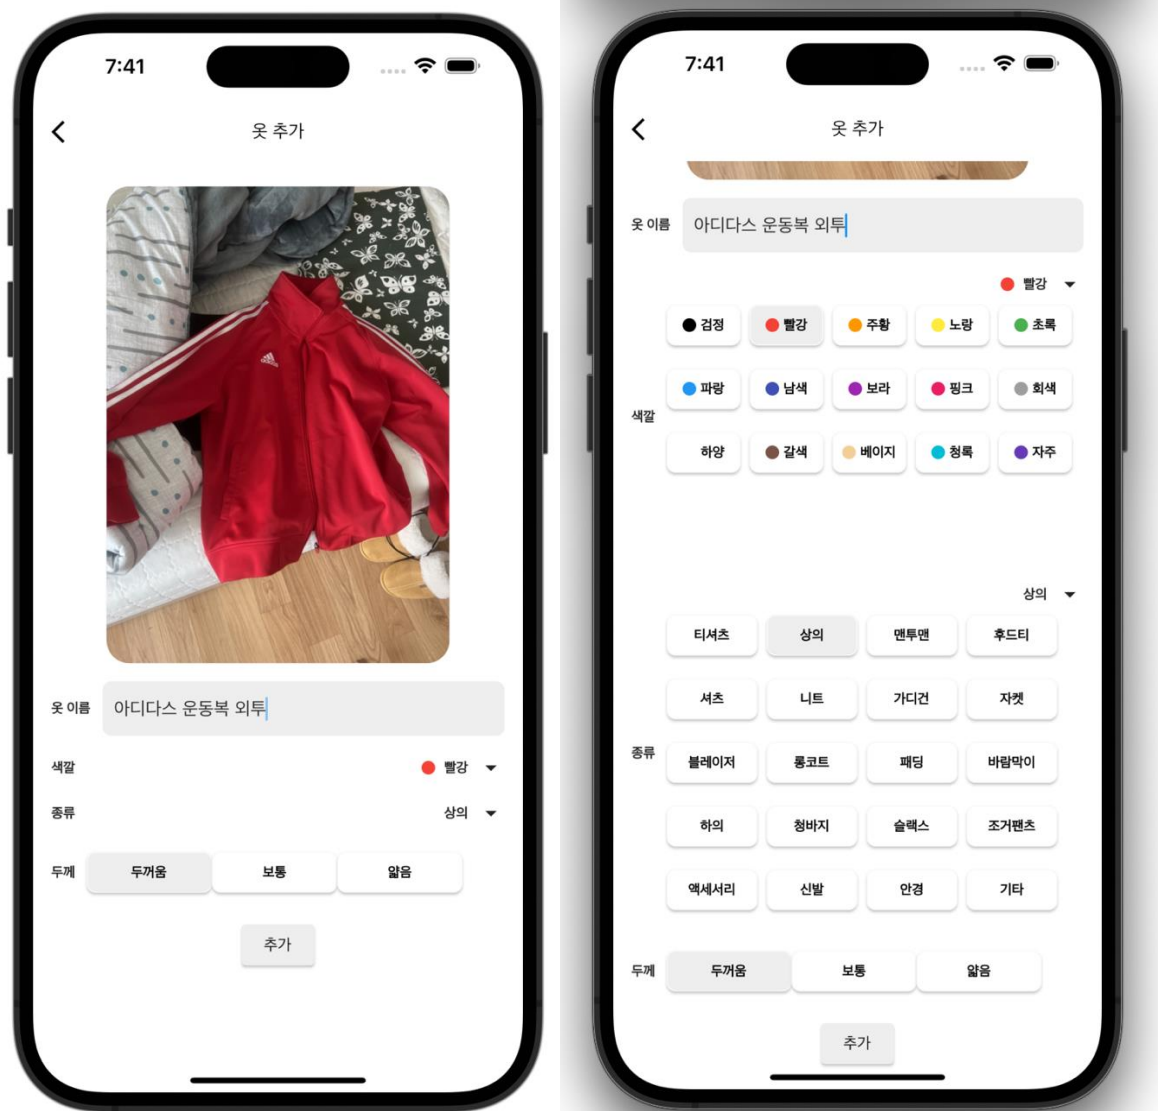 7:41
옷 추가
adidas
옷 이름 아디다스 운동복 외투
색깔 빨강
종류 상의
두께 두꺼움 보통 얇음
추가
7:41
옷 추가
옷 이름 아디다스 운동복 외투
빨강
검정 빨강 주황 노랑 초록
파랑 남색 보라 핑크 회색
색깔
하양 갈색 베이지 청록 자주
상의
티셔츠 상의 맨투맨 후드티
셔츠 니트 가디건 자켓
종류 블레이저 롱코트 패딩 바람막이
하의 청바지 슬랙스 조거팬츠
액세서리 신발 안경 기타
두께 두꺼움 보통 얇음
추가